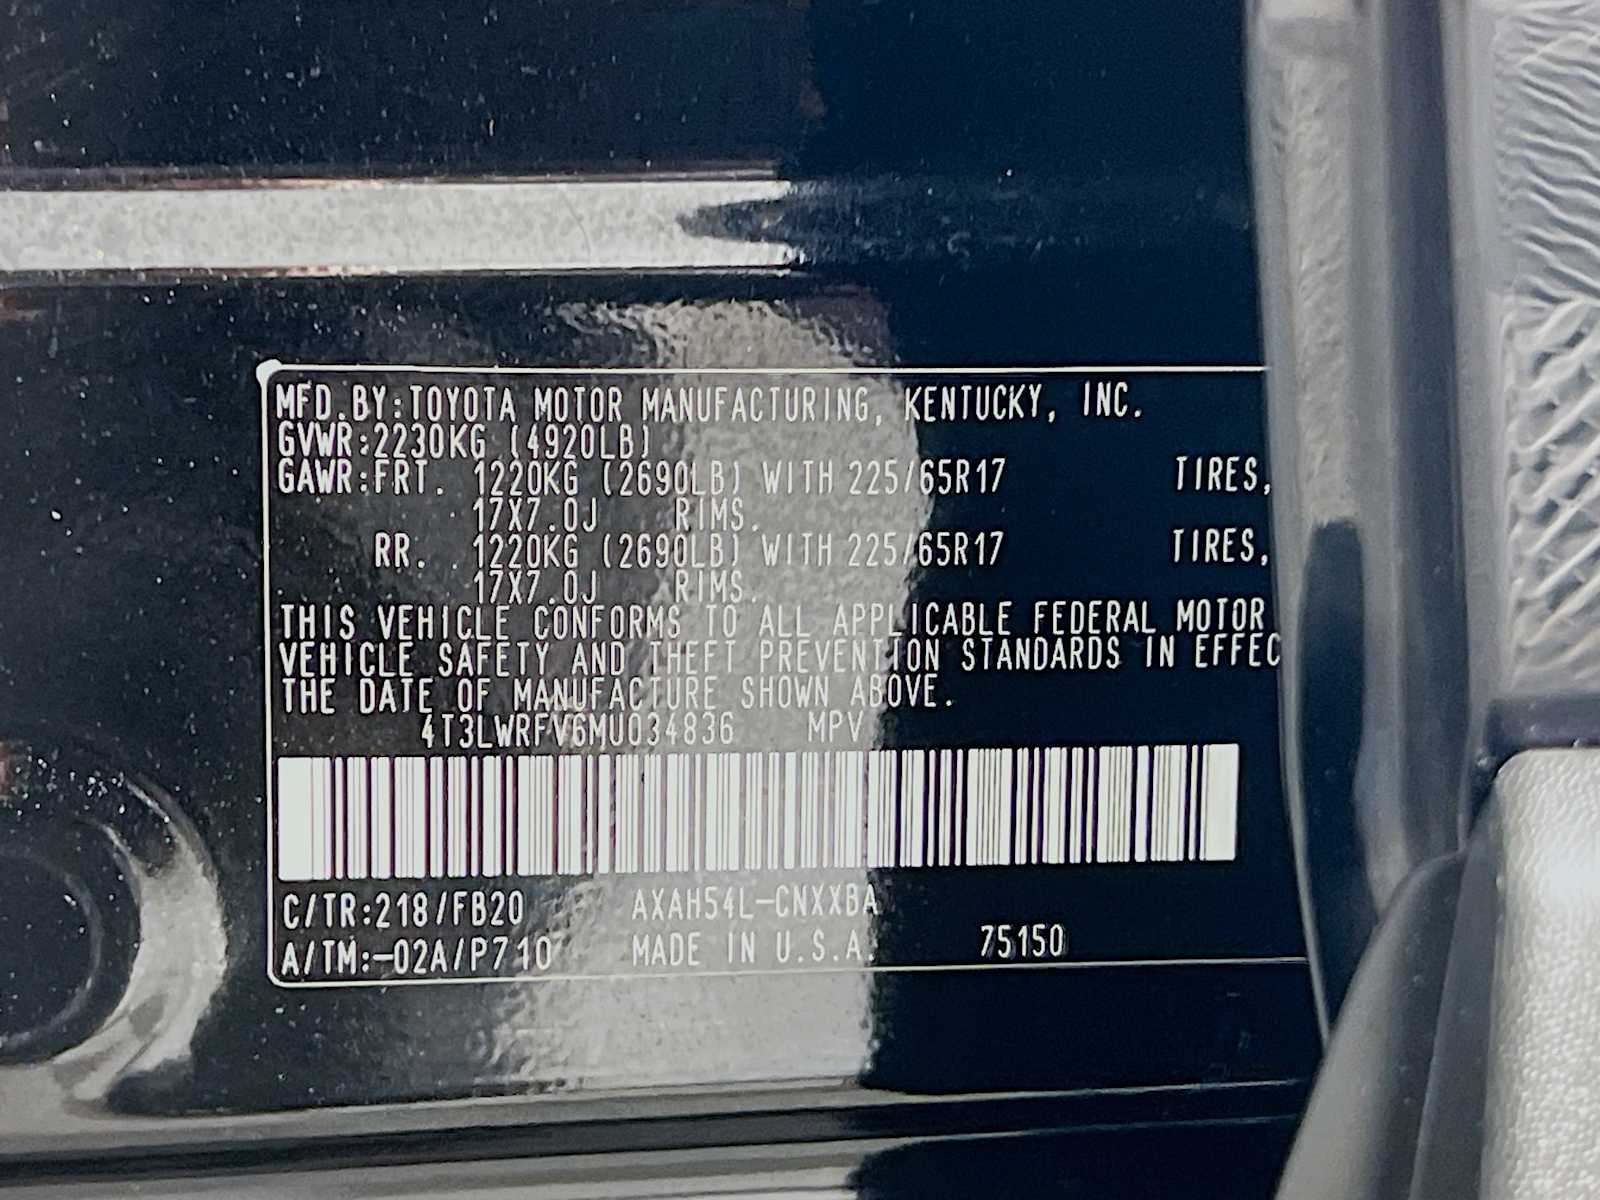 MFD.BY:TOYOTA MOTOR MANUFACTURING, KENTUCKY, INC.
GVWR:2230KG (4920LB)
GAWR:FRT. 1220KG (2690LB) WITH 225/65R17 TIRES,
17X7.0J RIMS.
RR. 1220KG (2690LB) WITH 225/65R17 TIRES,
17X7.0J RIMS.
THIS VEHICLE CONFORMS TO ALL APPLICABLE FEDERAL MOTOR
VEHICLE SAFETY AND THEFT PREVENTION STANDARDS IN EFFEC
THE DATE OF MANUFACTURE SHOWN ABOVE.
4T3LWRFV6MU034836 MPV
C/TR:218/FB20 AXAH54L-CNXXBA
A/TM:-02A/P710 MADE IN U.S.A. 75150